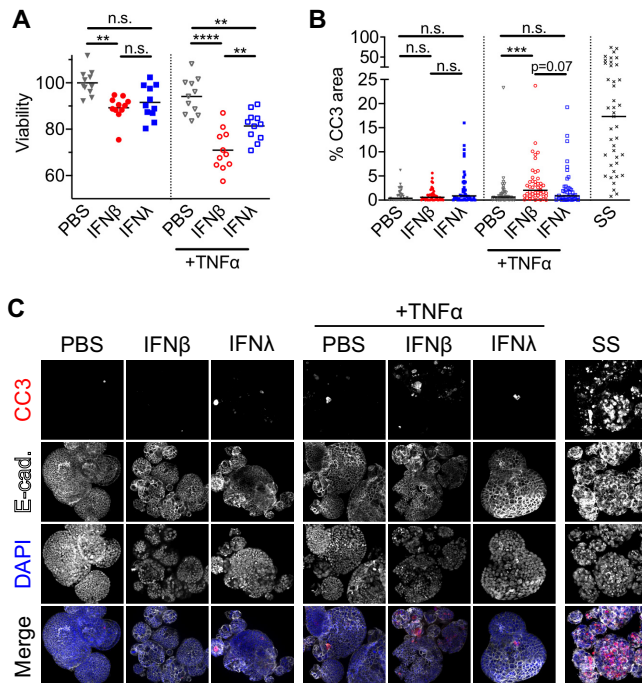 A
n.s.
**
**
n.s.
****
**
Viability
100
80
60
PBS
IFNβ
IFNλ
PBS
IFNβ
IFNλ
+TNFα
B
n.s.
n.s.
n.s.
n.s.
***
p=0.07
% CC3 area
100
75
50
25
20
15
10
5
0
PBS
IFNβ
IFNλ
PBS
IFNβ
IFNλ
SS
+TNFα
C
+TNFα
PBS
IFNβ
IFNλ
PBS
IFNβ
IFNλ
SS
CC3
E-cad.
DAPI
Merge